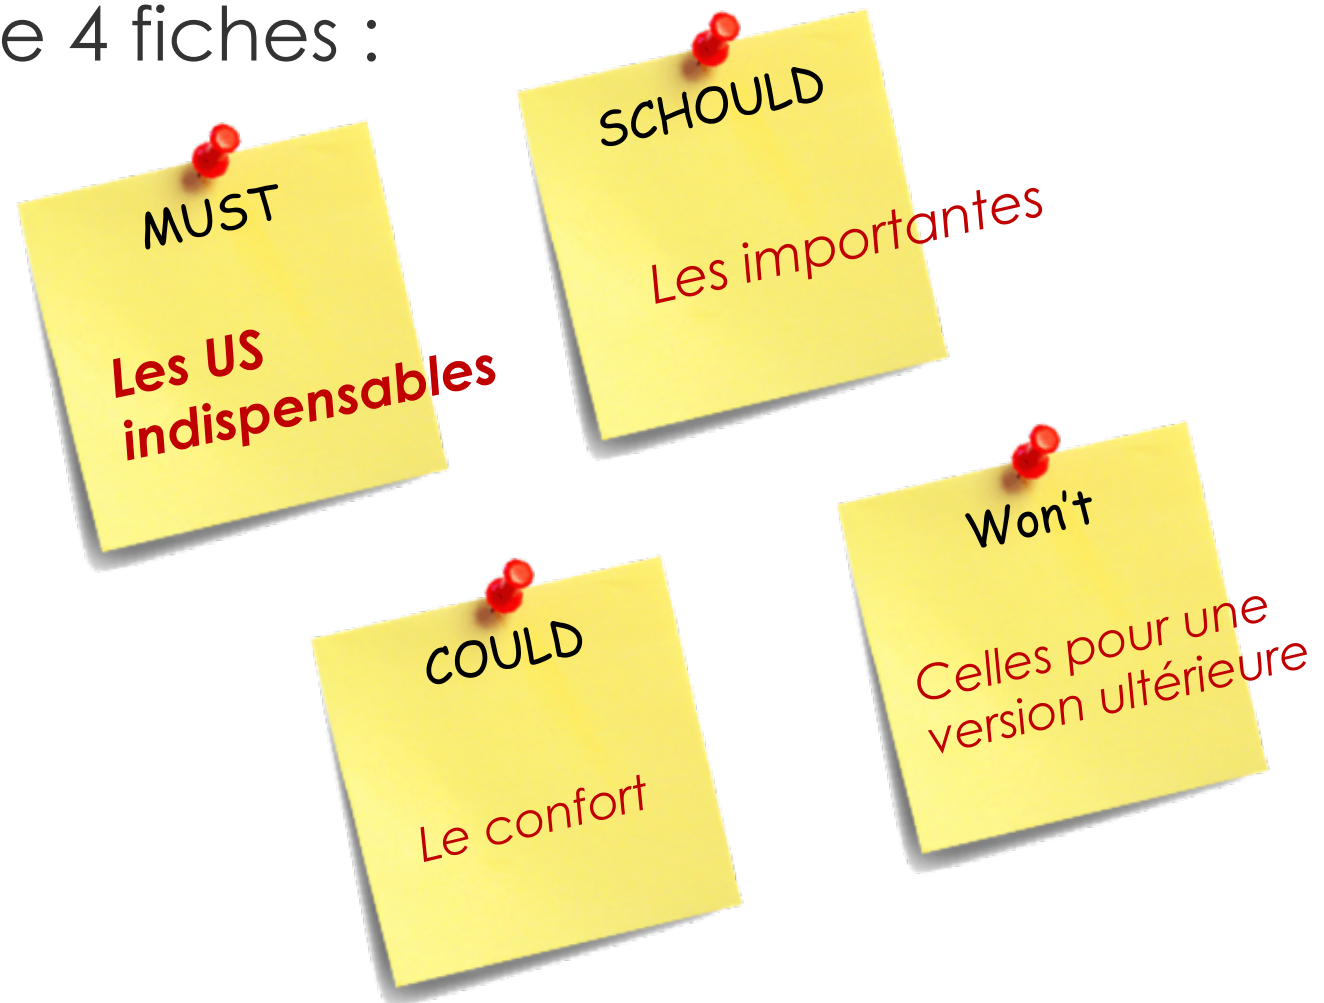 e 4 fiches :
MUST
Les US
indispensables
SCHOULD
Les importantes
COULD
Le confort
Won't
Celles pour une
version ultérieure